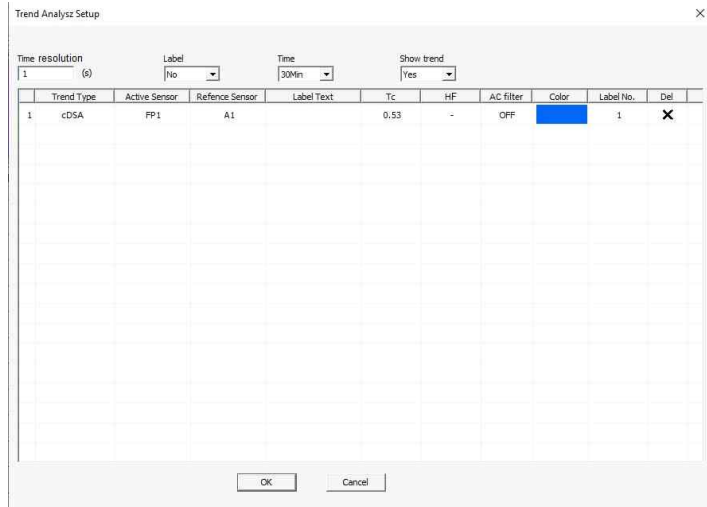 Trend Analysz Setup
Time resolution Label Time Show trend
1 (s) No 30Min Yes
Trend Type Active Sensor Refence Sensor Label Text Tc HF AC filter Color Label No. Del
1 cDSA FP1 A1 0.53 - OFF 1
OK Cancel